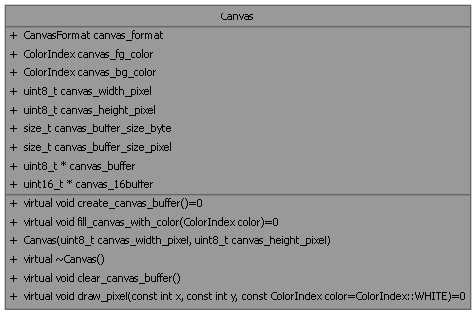 Canvas
+ CanvasFormat canvas_format
+ ColorIndex canvas_fg_color
+ ColorIndex canvas_bg_color
+ uint8_t canvas_width_pixel
+ uint8_t canvas_height_pixel
+ size_t canvas_buffer_size_byte
+ size_t canvas_buffer_size_pixel
+ uint8_t * canvas_buffer
+ uint16_t * canvas_16buffer
+ virtual void create_canvas_buffer()=0
+ virtual void fill_canvas_with_color(ColorIndex color)=0
+ Canvas(uint8_t canvas_width_pixel, uint8_t canvas_height_pixel)
+ virtual ~Canvas()
+ virtual void clear_canvas_buffer()
+ virtual void draw_pixel(const int x, const int y, const ColorIndex color=ColorIndex::WHITE)=0